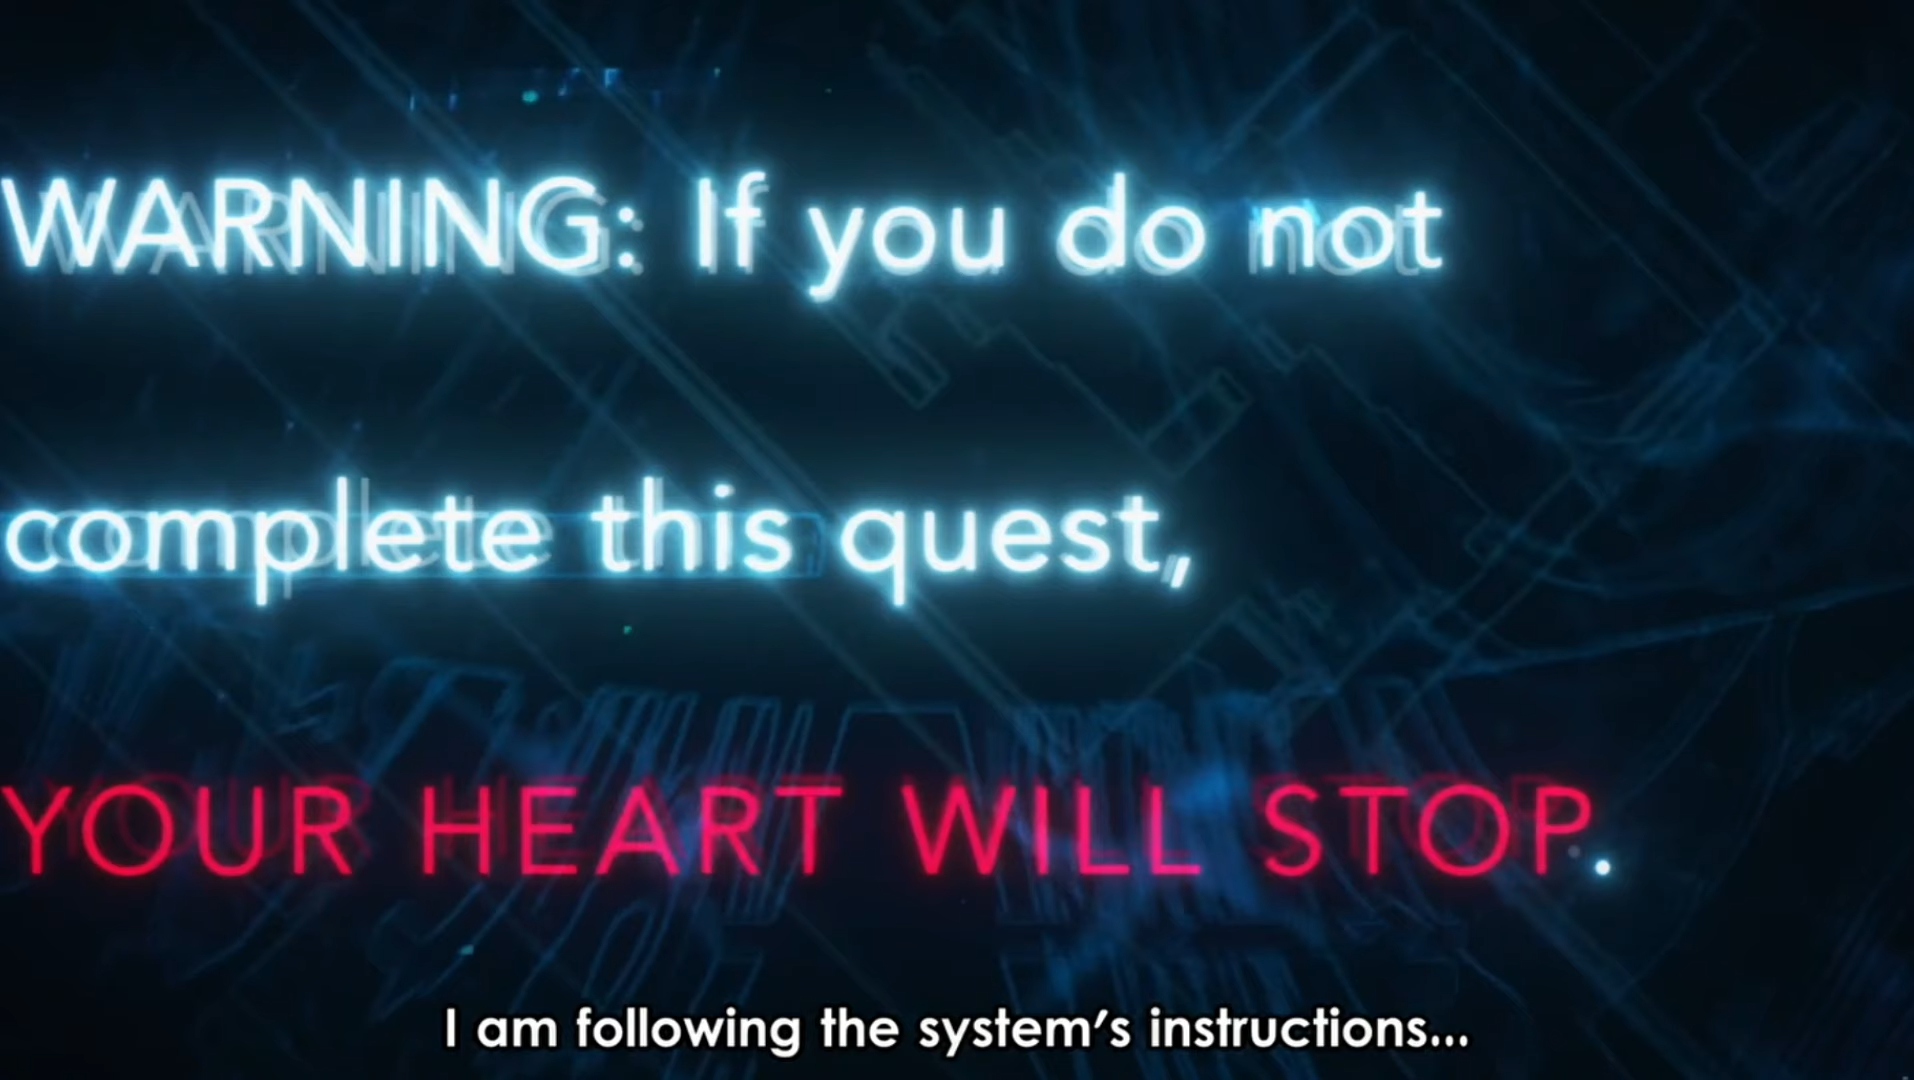 WARNING: If you do not
complete this quest,
YOUR HEART WILL STOP.
I am following the system's instructions...